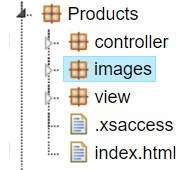 Products
controller
images
view
.xsaccess
index.html